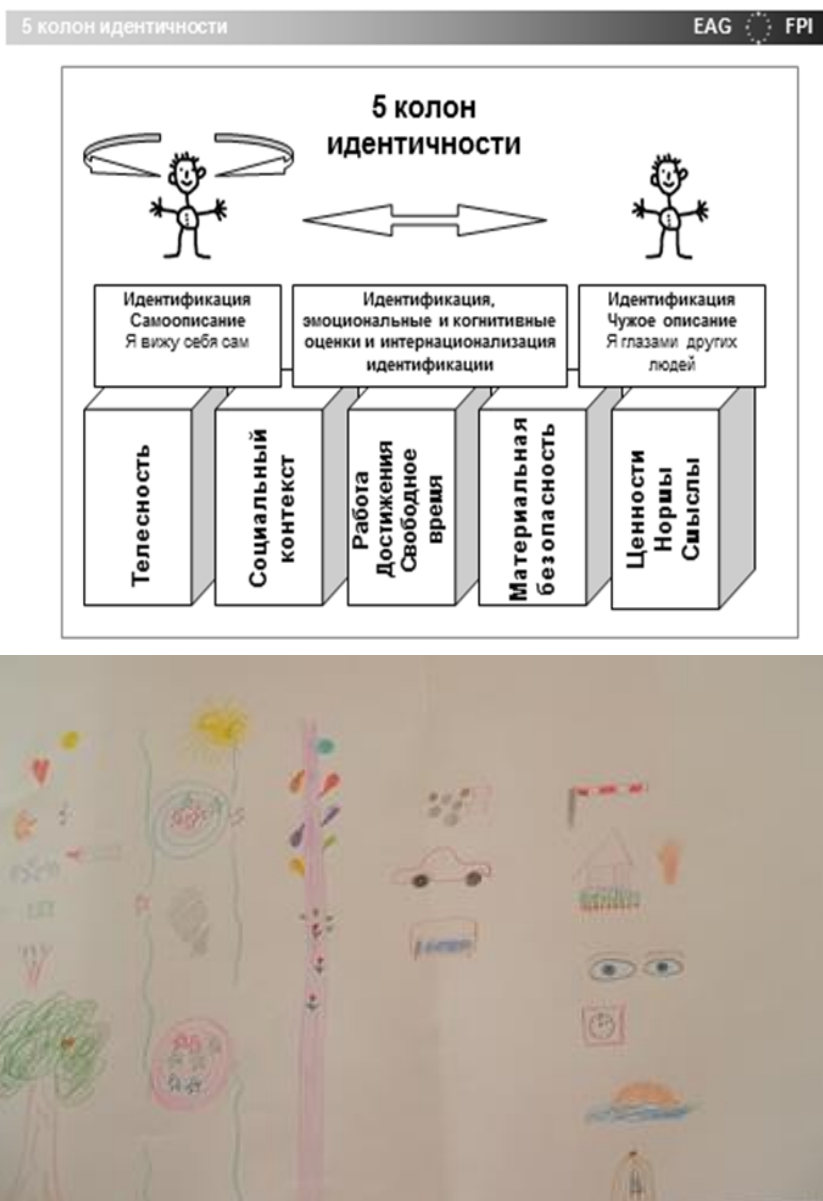 5 колон идентичности
EAG FPI
5 колон
идентичности
Идентификация
Самоописание
Я вижу себя сам
Идентификация,
эмоциональные и когнитивные
оценки и интернационализация
идентификации
Идентификация
Чужое описание
Я глазами других
людей
Телесность
Социальный
контекст
Работа
Достижения
Свободное
время
Материальная
безопасность
Ценности
Нормы
Смыслы